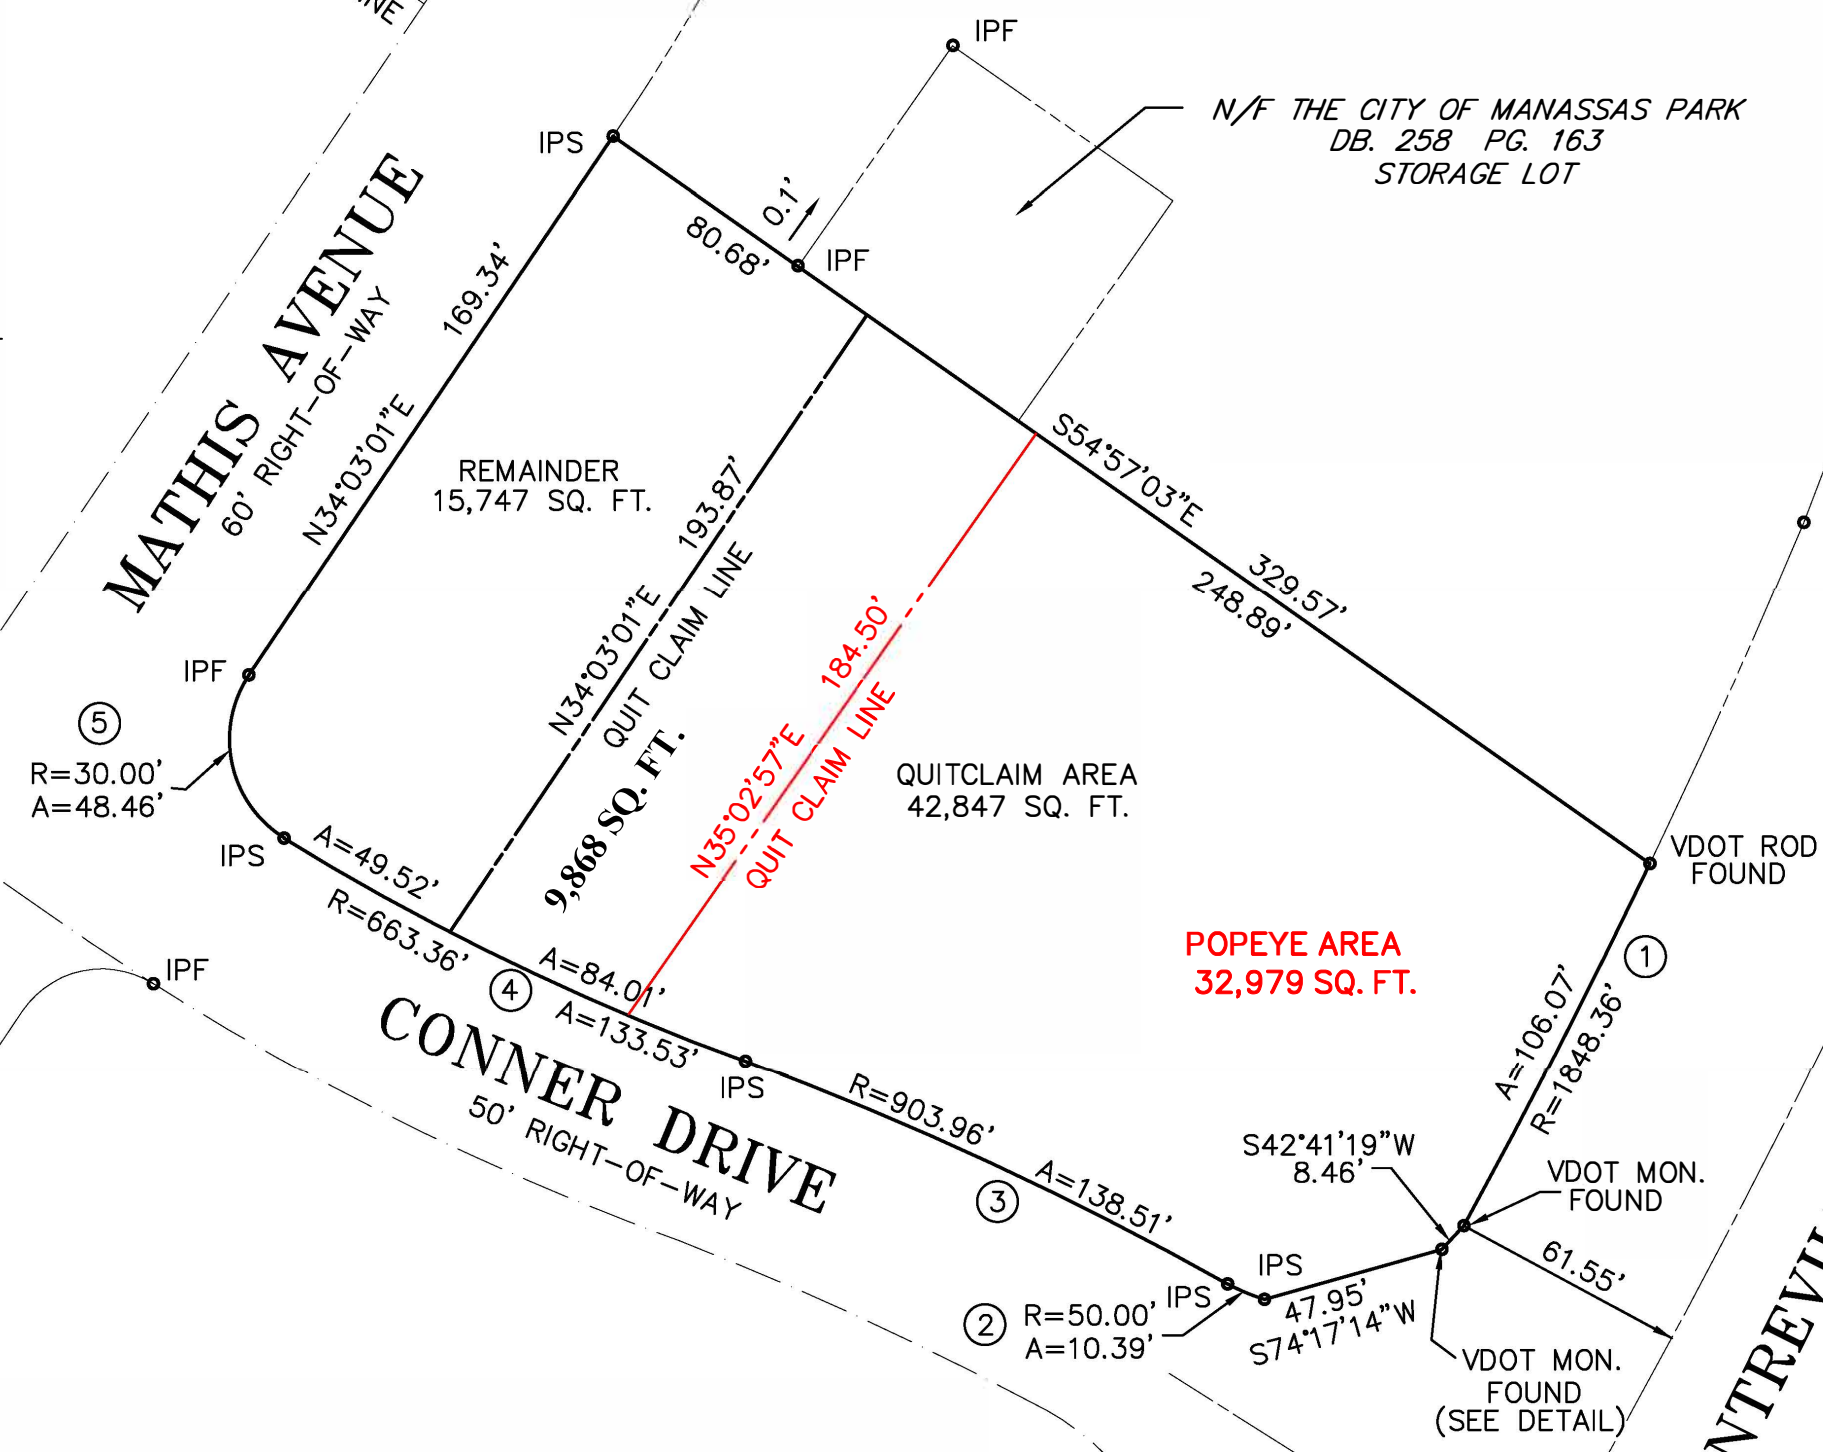 IPF
N/F THE CITY OF MANASSAS PARK
DB. 258 PG. 163
STORAGE LOT
IPS
0.1'
80.68'
IPF
MATHIS AVENUE
60' RIGHT-OF-WAY
169.34'
N34°03'01"E
REMAINDER
15,747 SQ. FT.
193.87'
N34°03'01"E
QUIT CLAIM LINE
9,868 SQ. FT.
184.50'
N35°02'57"E
QUIT CLAIM LINE
S54°57'03"E
329.57'
248.89'
QUITCLAIM AREA
42,847 SQ. FT.
POPEYE AREA
32,979 SQ. FT.
VDOT ROD
FOUND
1
A=106.07'
R=1848.36'
IPF
5
R=30.00'
A=48.46'
IPS
A=49.52'
R=663.36'
A=84.01'
4
A=133.53'
IPS
IPF
CONNER DRIVE
50' RIGHT-OF-WAY
R=903.96'
A=138.51'
3
S42°41'19"W
8.46'
VDOT MON.
FOUND
61.55'
IPS
IPS
2
R=50.00'
A=10.39'
47.95'
S74°17'14"W
VDOT MON.
FOUND
(SEE DETAIL)